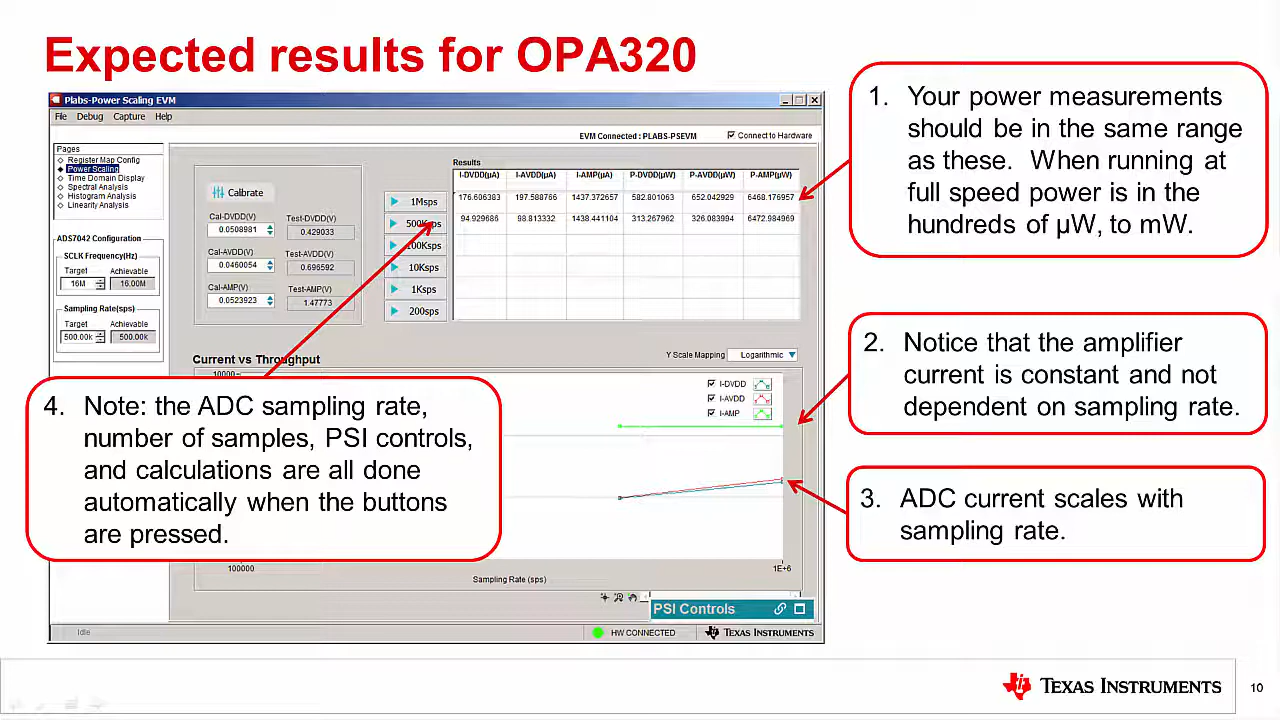 Expected results for OPA320
Plabs-Power Scaling EVM
File Debug Capture Help
EVM Connected : PLABS-PSEVM
Connect to Hardware
Pages
Register Map Config
Power Scaling
Time Domain Display
Spectral Analysis
Histogram Analysis
Linearity Analysis
ADS7042 Configuration
SCLK Frequency(Hz)
Target Achievable
16M 16.00M
Sampling Rate(sps)
Target Achievable
500.00k 500.00k
Calibrate
Cal-DVDD(V) Test-DVDD(V)
0.0508981 0.429033
Cal-AVDD(V) Test-AVDD(V)
0.0460054 0.696592
Cal-AMP(V) Test-AMP(V)
0.0523923 1.47773
1Msps
500Ksps
100Ksps
10Ksps
1Ksps
200sps
Results
I-DVDD(µA) I-AVDD(µA) I-AMP(µA) P-DVDD(µW) P-AVDD(µW) P-AMP(µW)
176.606383 197.588766 1437.372657 582.801063 652.042929 6468.176957
94.929686 98.813332 1438.441104 313.267962 326.083994 6472.984969
Current vs Throughput
Y Scale Mapping Logarithmic
10000
I-DVDD
I-AVDD
I-AMP
100000 1E+6
Sampling Rate (sps)
PSI Controls
Idle
HW CONNECTED
TEXAS INSTRUMENTS
1. Your power measurements
should be in the same range
as these. When running at
full speed power is in the
hundreds of µW, to mW.
2. Notice that the amplifier
current is constant and not
dependent on sampling rate.
3. ADC current scales with
sampling rate.
4. Note: the ADC sampling rate,
number of samples, PSI controls,
and calculations are all done
automatically when the buttons
are pressed.
TEXAS INSTRUMENTS
10